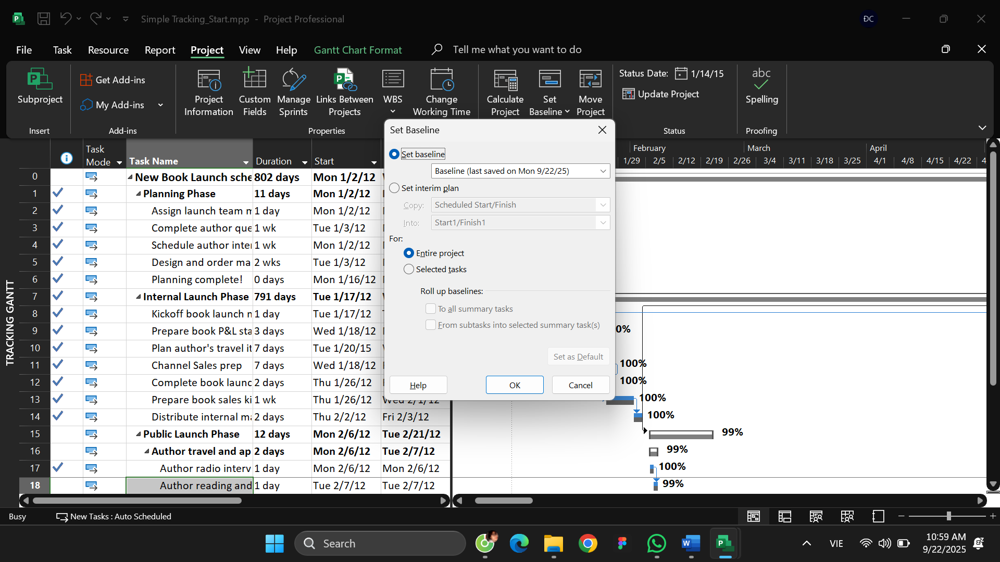 Simple Tracking_Start.mpp - Project Professional
ĐC
File Task Resource Report Project View Help Gantt Chart Format Tell me what you want to do
Subproject
Insert
Get Add-ins
My Add-ins
Add-ins
Project Information
Custom Fields
Manage Sprints
Links Between Projects
WBS
Change Working Time
Properties
Calculate Project
Set Baseline
Move Project
Status Date: 1/14/15
Update Project
Status
abc
Spelling
Proofing
Task Mode Task Name Duration Start
February March April
1/29 2/5 2/12 2/19 2/26 3/4 3/11 3/18 3/25 4/1 4/8 4/15 4/22 4
TRACKING GANTT
0 New Book Launch sche 802 days Mon 1/2/12
1 Planning Phase 11 days Mon 1/2/12
2 Assign launch team m 1 day Mon 1/2/12
3 Complete author que 1 wk Tue 1/3/12
4 Schedule author inter 1 wk Mon 1/2/12
5 Design and order ma 2 wks Tue 1/3/12
6 Planning complete! 0 days Mon 1/16/12
7 Internal Launch Phase 791 days Tue 1/17/12
8 Kickoff book launch m 1 day Tue 1/17/12
9 Prepare book P&L sta 3 days Wed 1/18/12 0%
10 Plan author's travel it 7 days Tue 1/20/15
11 Channel Sales prep 7 days Wed 1/18/12 100%
12 Complete book launc 2 days Thu 1/26/12 100%
13 Prepare book sales ki 1 wk Thu 1/26/12 Wed 2/1/12 100%
14 Distribute internal ma 2 days Thu 2/2/12 Fri 2/3/12 100%
15 Public Launch Phase 12 days Mon 2/6/12 Tue 2/21/12 99%
16 Author travel and ap 2 days Mon 2/6/12 Tue 2/7/12 99%
17 Author radio interv 1 day Mon 2/6/12 Mon 2/6/12 100%
18 Author reading and 1 day Tue 2/7/12 Tue 2/7/12 99%
Set Baseline
Set baseline
Baseline (last saved on Mon 9/22/25)
Set interim plan
Copy: Scheduled Start/Finish
Into: Start1/Finish1
For:
Entire project
Selected tasks
Roll up baselines:
To all summary tasks
From subtasks into selected summary task(s)
Set as Default
Help OK Cancel
Busy New Tasks : Auto Scheduled
Search
VIE
10:59 AM
9/22/2025